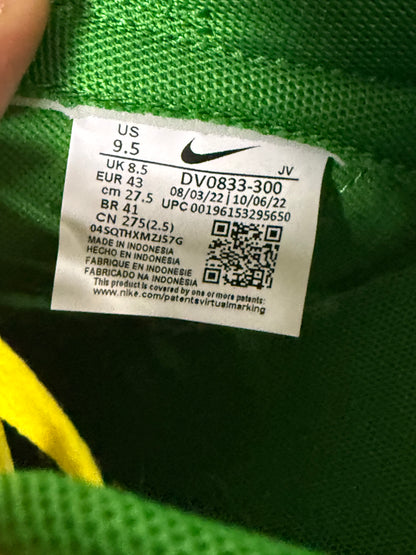 US
9.5
JV
UK 8.5
EUR 43
cm 27.5
BR 41
CN 275(2.5)
04SQTHXMZJS7G
DV0833-300
08/03/22 | 10/06/22
UPC 00196153295650
MADE IN INDONESIA
HECHO EN INDONESIA
FABRIQUE EN INDONESIE
FABRICADO NA INDONÉSIA
This product is covered by one or more patents:
www.nike.com/patentsvirtualmarking